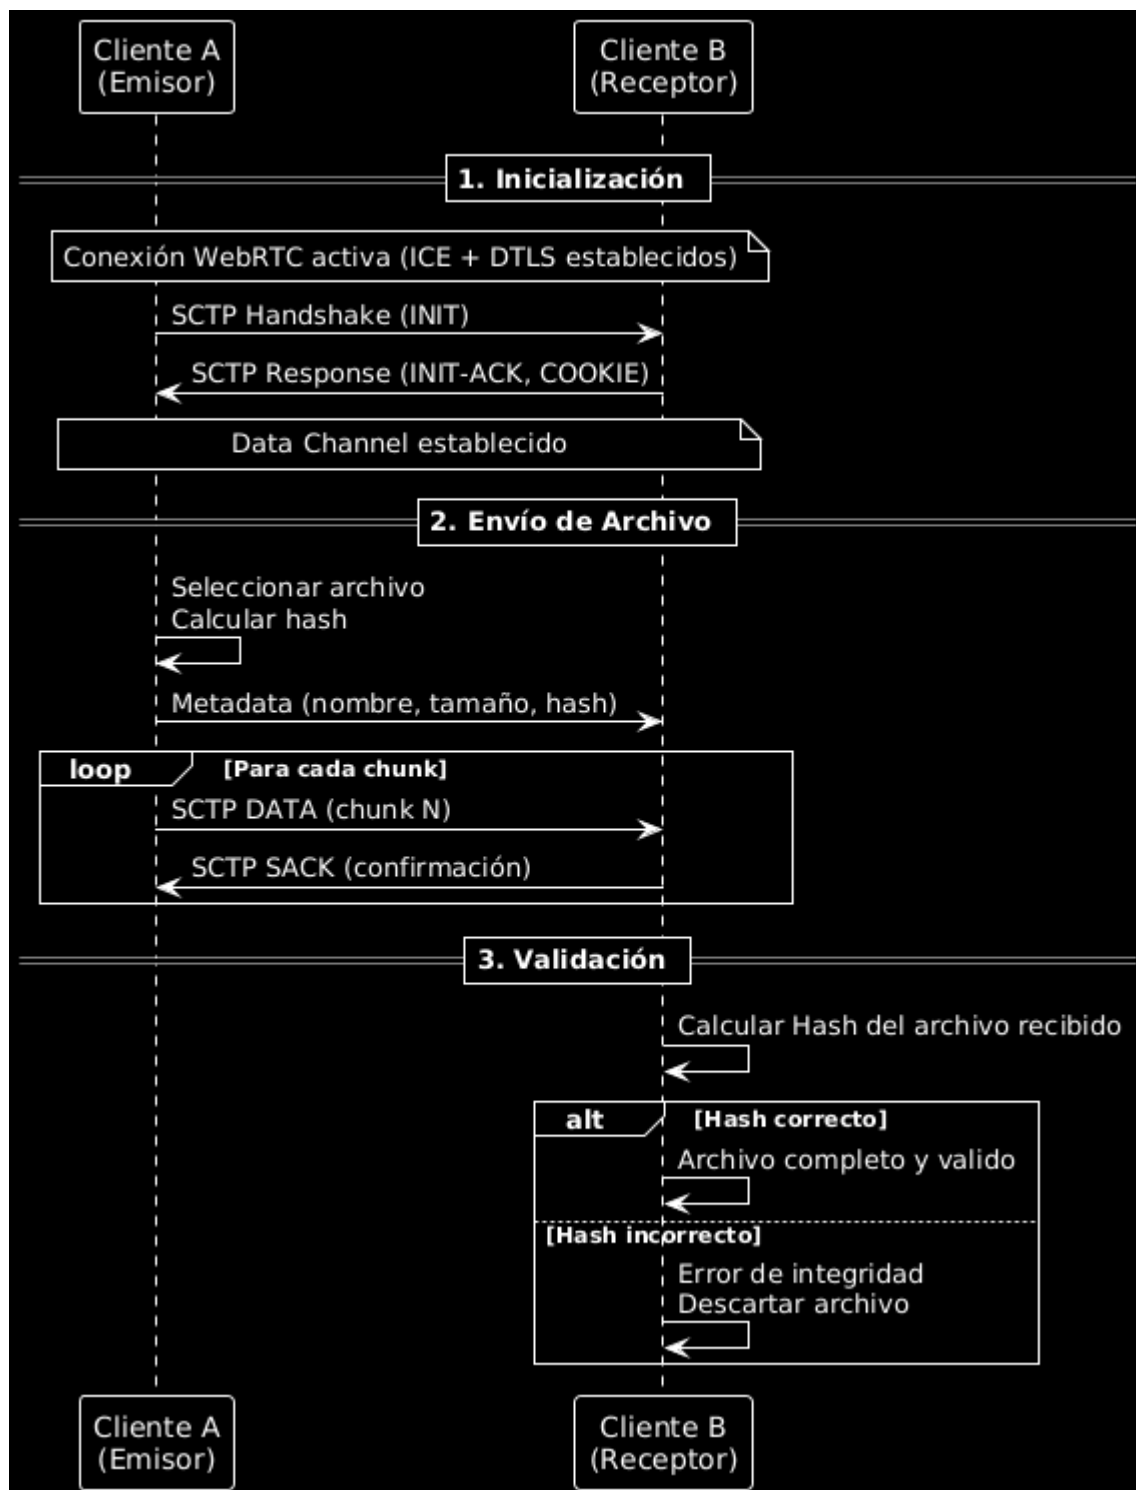 Cliente A
(Emisor)
Cliente B
(Receptor)
1. Inicialización
Conexión WebRTC activa (ICE + DTLS establecidos)
SCTP Handshake (INIT)
SCTP Response (INIT-ACK, COOKIE)
Data Channel establecido
2. Envío de Archivo
Seleccionar archivo
Calcular hash
Metadata (nombre, tamaño, hash)
loop
[Para cada chunk]
SCTP DATA (chunk N)
SCTP SACK (confirmación)
3. Validación
Calcular Hash del archivo recibido
alt
[Hash correcto]
Archivo completo y valido
[Hash incorrecto]
Error de integridad
Descartar archivo
Cliente A
(Emisor)
Cliente B
(Receptor)